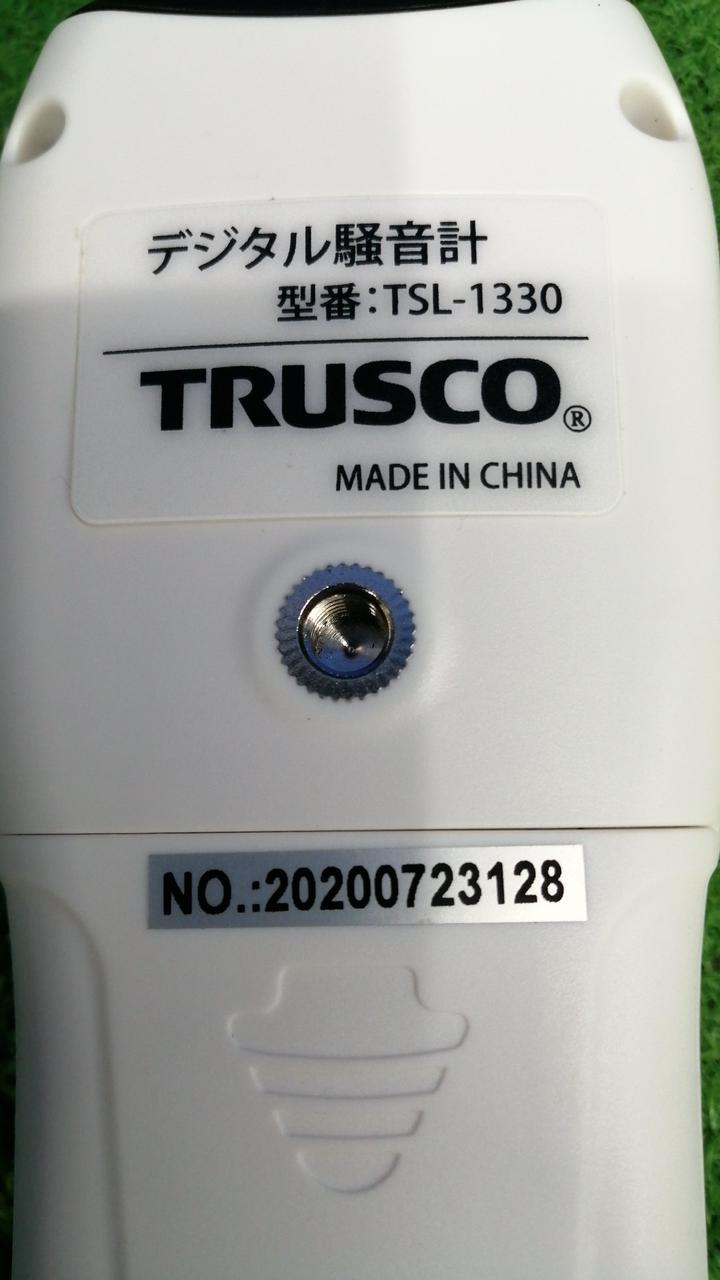 デジタル騒音計
型番：TSL-1330
TRUSCO®
MADE IN CHINA
NO.:20200723128